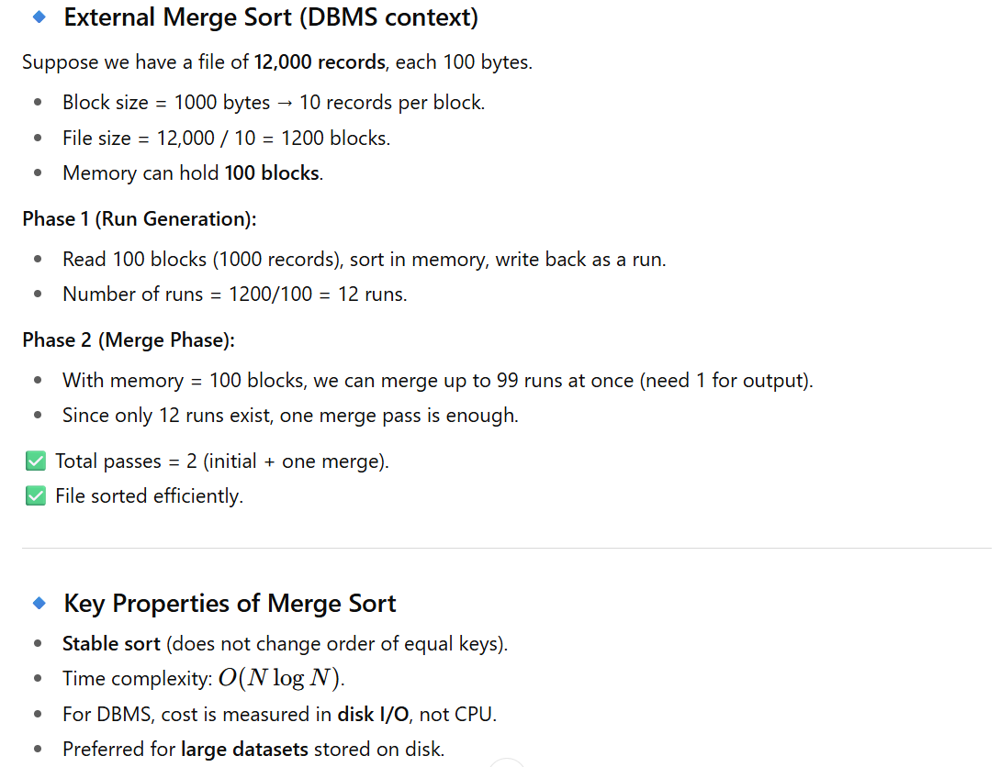 External Merge Sort (DBMS context)
Suppose we have a file of 12,000 records, each 100 bytes.
• Block size = 1000 bytes → 10 records per block.
• File size = 12,000 / 10 = 1200 blocks.
• Memory can hold 100 blocks.
Phase 1 (Run Generation):
• Read 100 blocks (1000 records), sort in memory, write back as a run.
• Number of runs = 1200/100 = 12 runs.
Phase 2 (Merge Phase):
• With memory = 100 blocks, we can merge up to 99 runs at once (need 1 for output).
• Since only 12 runs exist, one merge pass is enough.
✅ Total passes = 2 (initial + one merge).
✅ File sorted efficiently.
Key Properties of Merge Sort
• Stable sort (does not change order of equal keys).
• Time complexity: O(N log N).
• For DBMS, cost is measured in disk I/O, not CPU.
• Preferred for large datasets stored on disk.